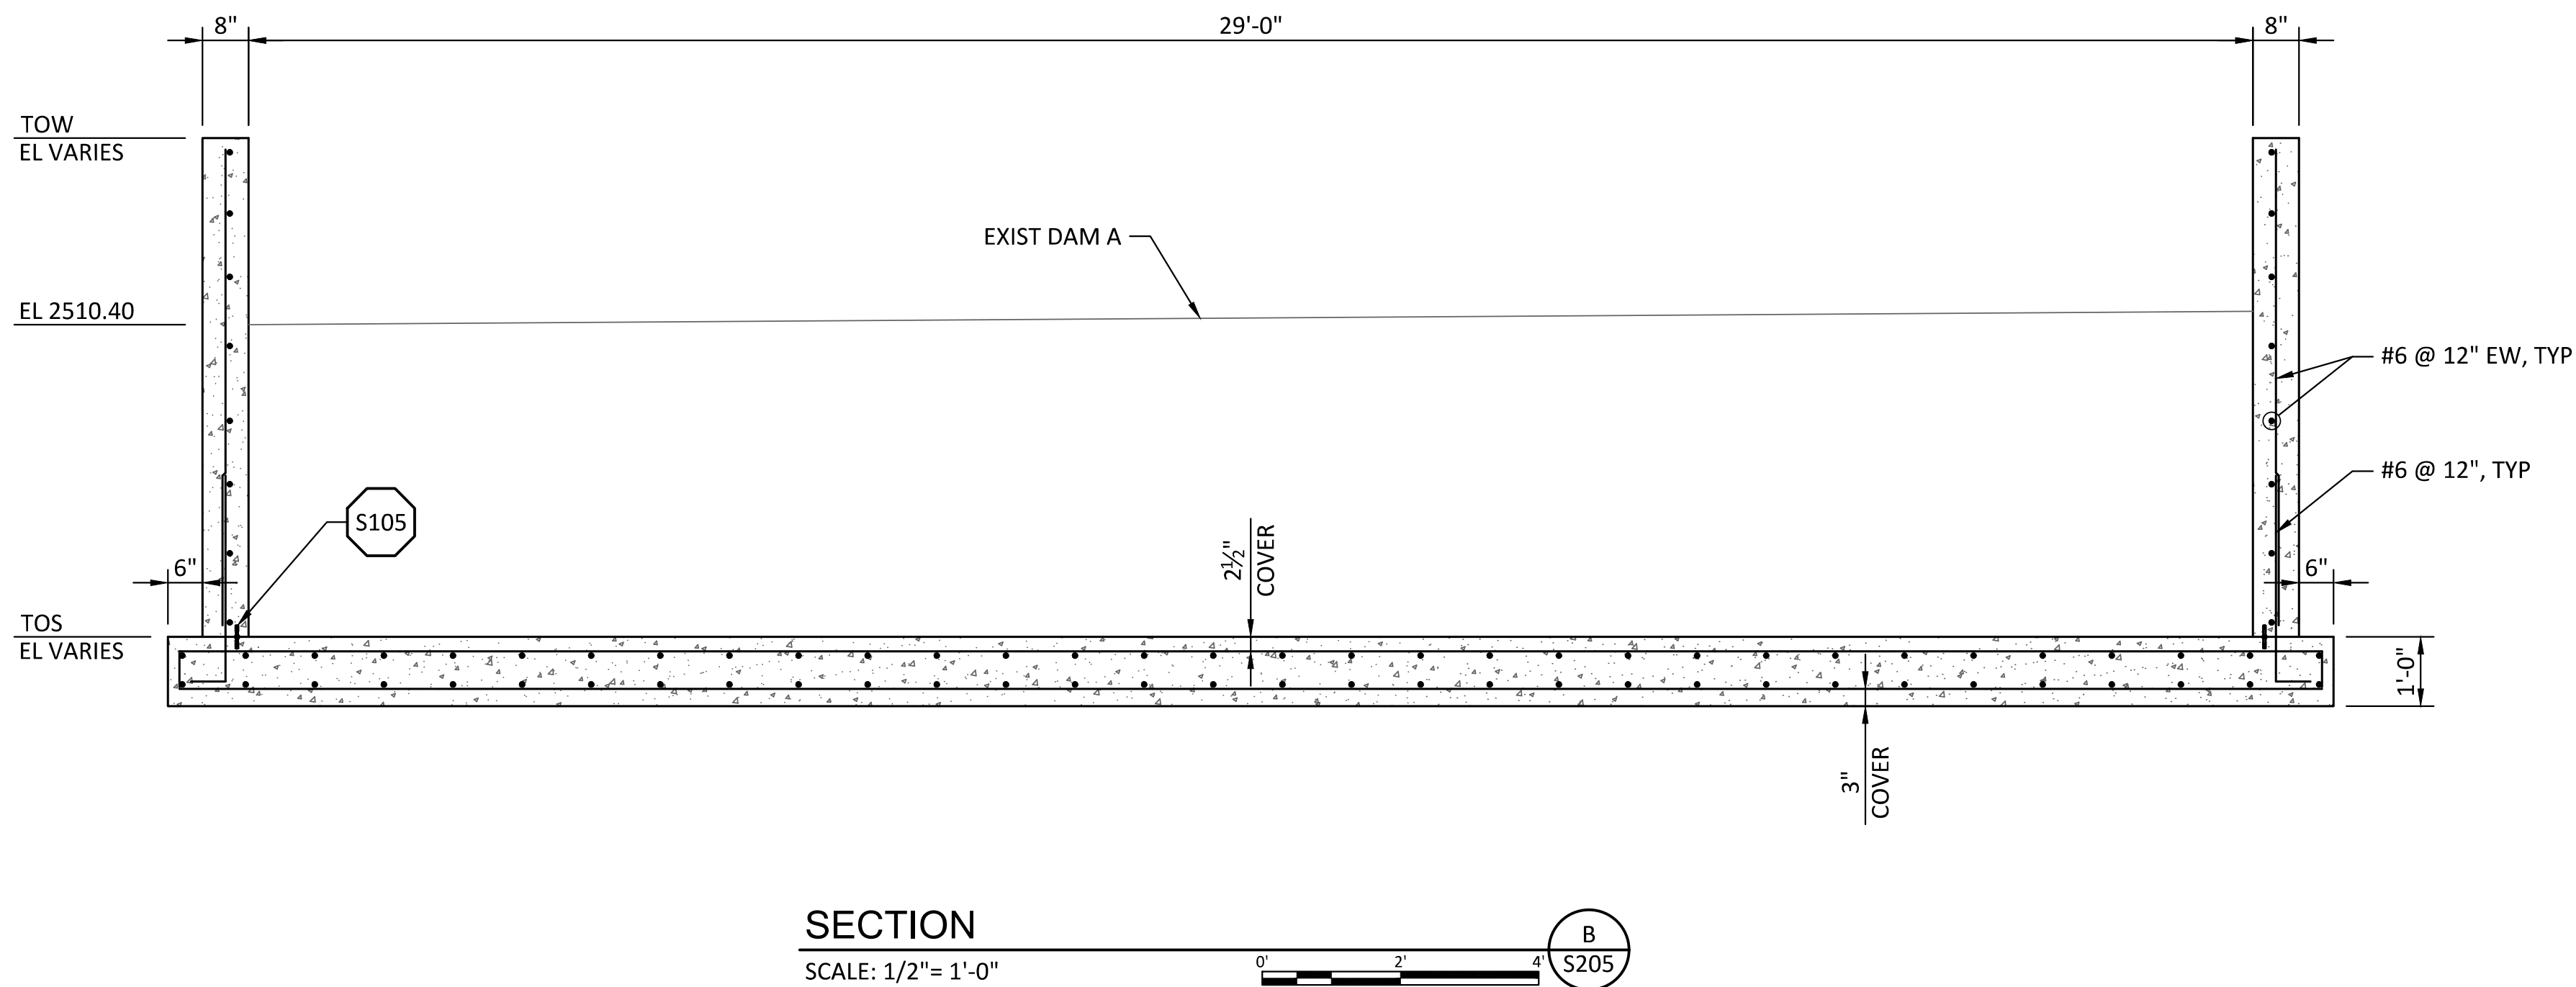 8"
29'-0"
8"
TOW
EL VARIES
EXIST DAM A
EL 2510.40
#6 @ 12" EW, TYP
#6 @ 12", TYP
S105
2½"
COVER
6"
6"
TOS
EL VARIES
1'-0"
3"
COVER
SECTION
SCALE: 1/2"= 1'-0"
0' 2' 4'
B
S205